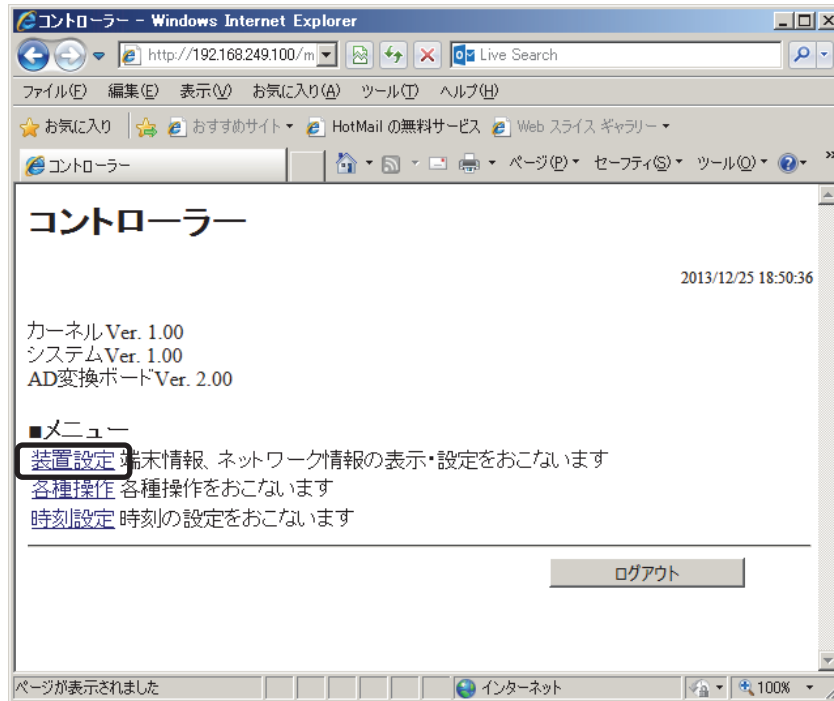 コントローラー - Windows Internet Explorer
http://192.168.249.100/m
Live Search
ファイル(F) 編集(E) 表示(V) お気に入り(A) ツール(T) ヘルプ(H)
お気に入り おすすめサイト HotMail の無料サービス Web スライス ギャラリー
コントローラー ページ(P) セーフティ(S) ツール(O) »
コントローラー
2013/12/25 18:50:36
カーネルVer. 1.00
システムVer. 1.00
AD変換ボードVer. 2.00
■メニュー
装置設定 端末情報、ネットワーク情報の表示・設定をおこないます
各種操作 各種操作をおこないます
時刻設定 時刻の設定をおこないます
ログアウト
ページが表示されました インターネット 100%